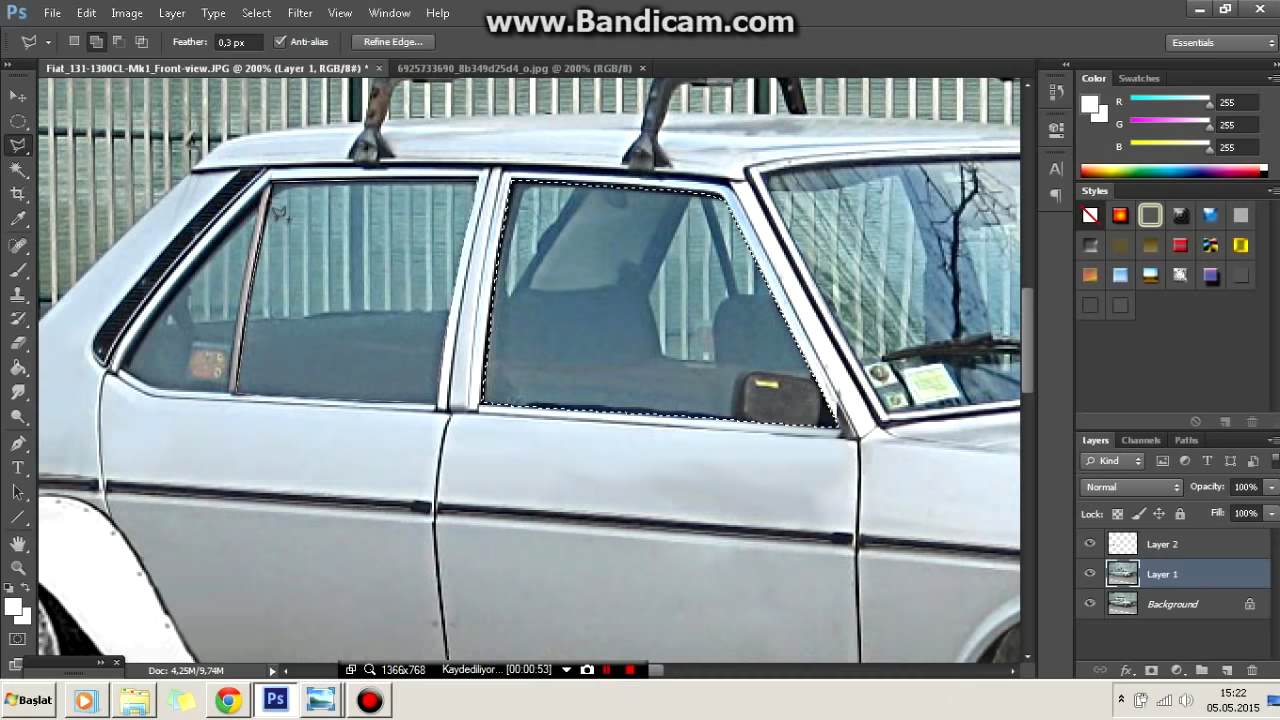 www.Bandicam.com
Ps File Edit Image Layer Type Select Filter View Window Help
Feather: 0,3 px Anti-alias Refine Edge... Essentials
Fiat_131-1300CL-Mk1_Front-view.JPG @ 200% (Layer 1, RGB/8#) * × 6925733690_8b349d25d4_o.jpg @ 200% (RGB/8) ×
Color Swatches
R 255
G 255
B 255
Styles
Layers Channels Paths
Kind
Normal Opacity: 100%
Lock: Fill: 100%
Layer 2
Layer 1
Background
Doc: 4,25M/9,74M
1366x768 Kaydediliyor... [00:00:53]
Başlat
Ps
15:22
05.05.2015